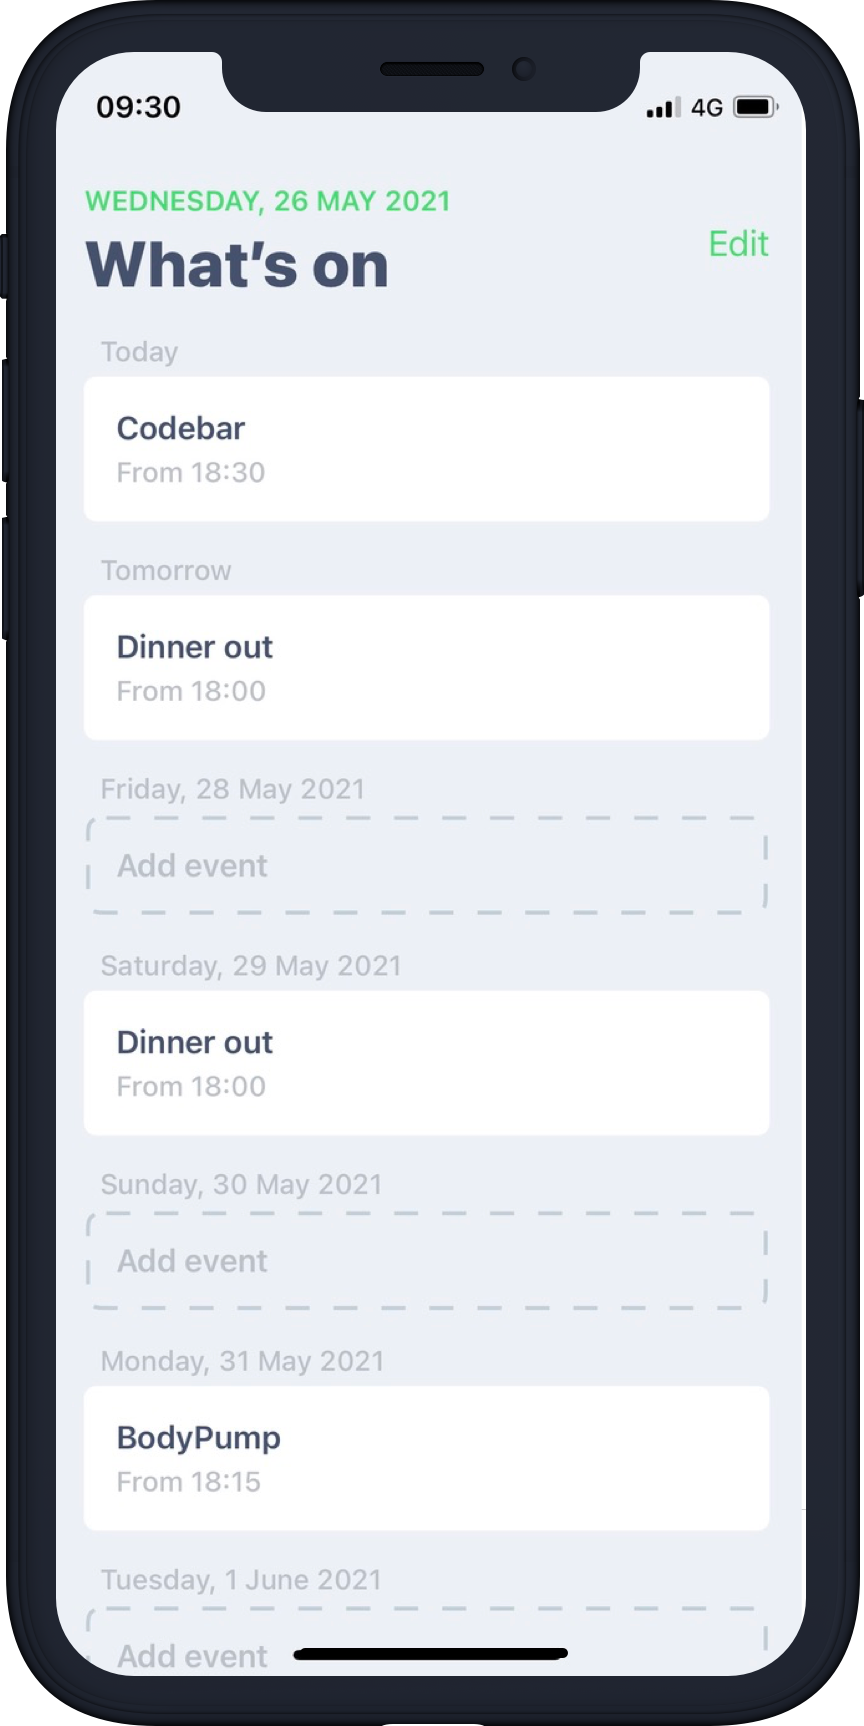 09:30
4G
WEDNESDAY, 26 MAY 2021
What's on
Edit
Today
Codebar
From 18:30
Tomorrow
Dinner out
From 18:00
Friday, 28 May 2021
Add event
Saturday, 29 May 2021
Dinner out
From 18:00
Sunday, 30 May 2021
Add event
Monday, 31 May 2021
BodyPump
From 18:15
Tuesday, 1 June 2021
Add event